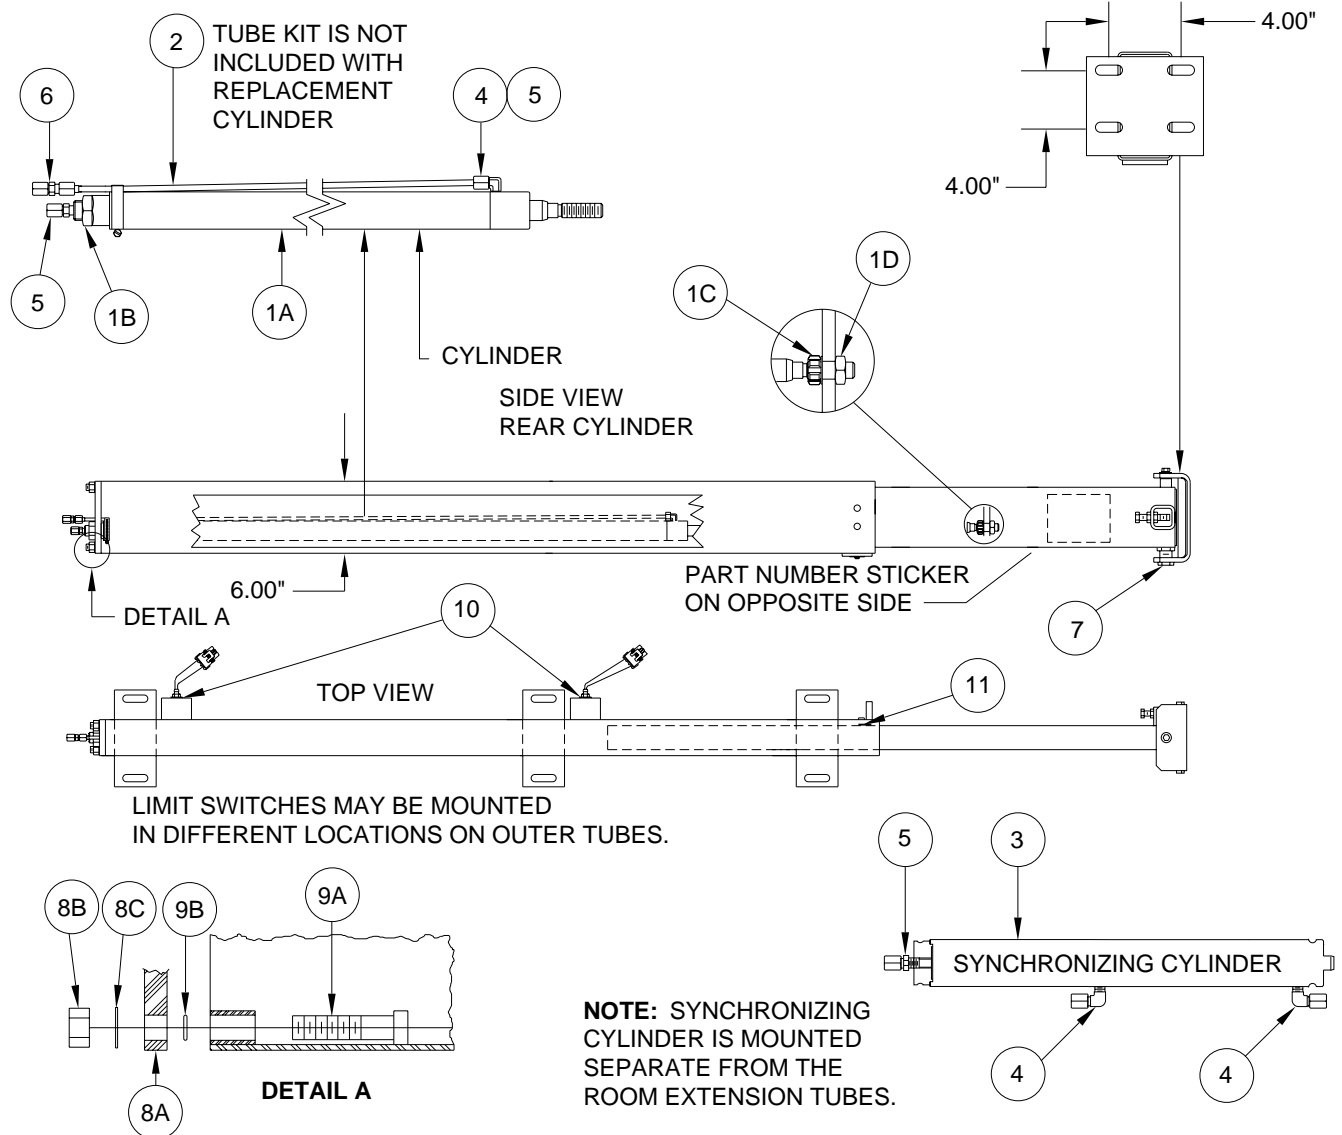 2
TUBE KIT IS NOT
INCLUDED WITH
REPLACEMENT
CYLINDER
4.00"
6
4
5
4.00"
5
1B
1A
CYLINDER
1C
1D
SIDE VIEW
REAR CYLINDER
6.00"
DETAIL A
PART NUMBER STICKER
ON OPPOSITE SIDE
7
10
TOP VIEW
11
LIMIT SWITCHES MAY BE MOUNTED
IN DIFFERENT LOCATIONS ON OUTER TUBES.
5
3
SYNCHRONIZING CYLINDER
4
4
8B
8C
9B
9A
8A
DETAIL A
NOTE: SYNCHRONIZING
CYLINDER IS MOUNTED
SEPARATE FROM THE
ROOM EXTENSION TUBES.